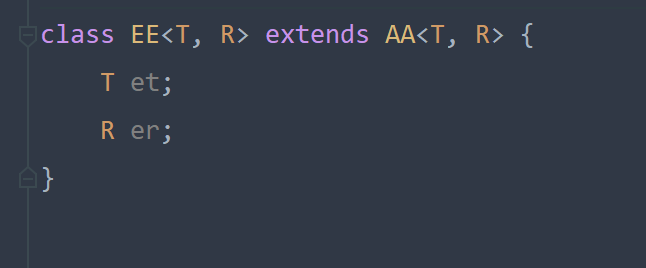 class EE<T, R> extends AA<T, R> {
T et;
R er;
}